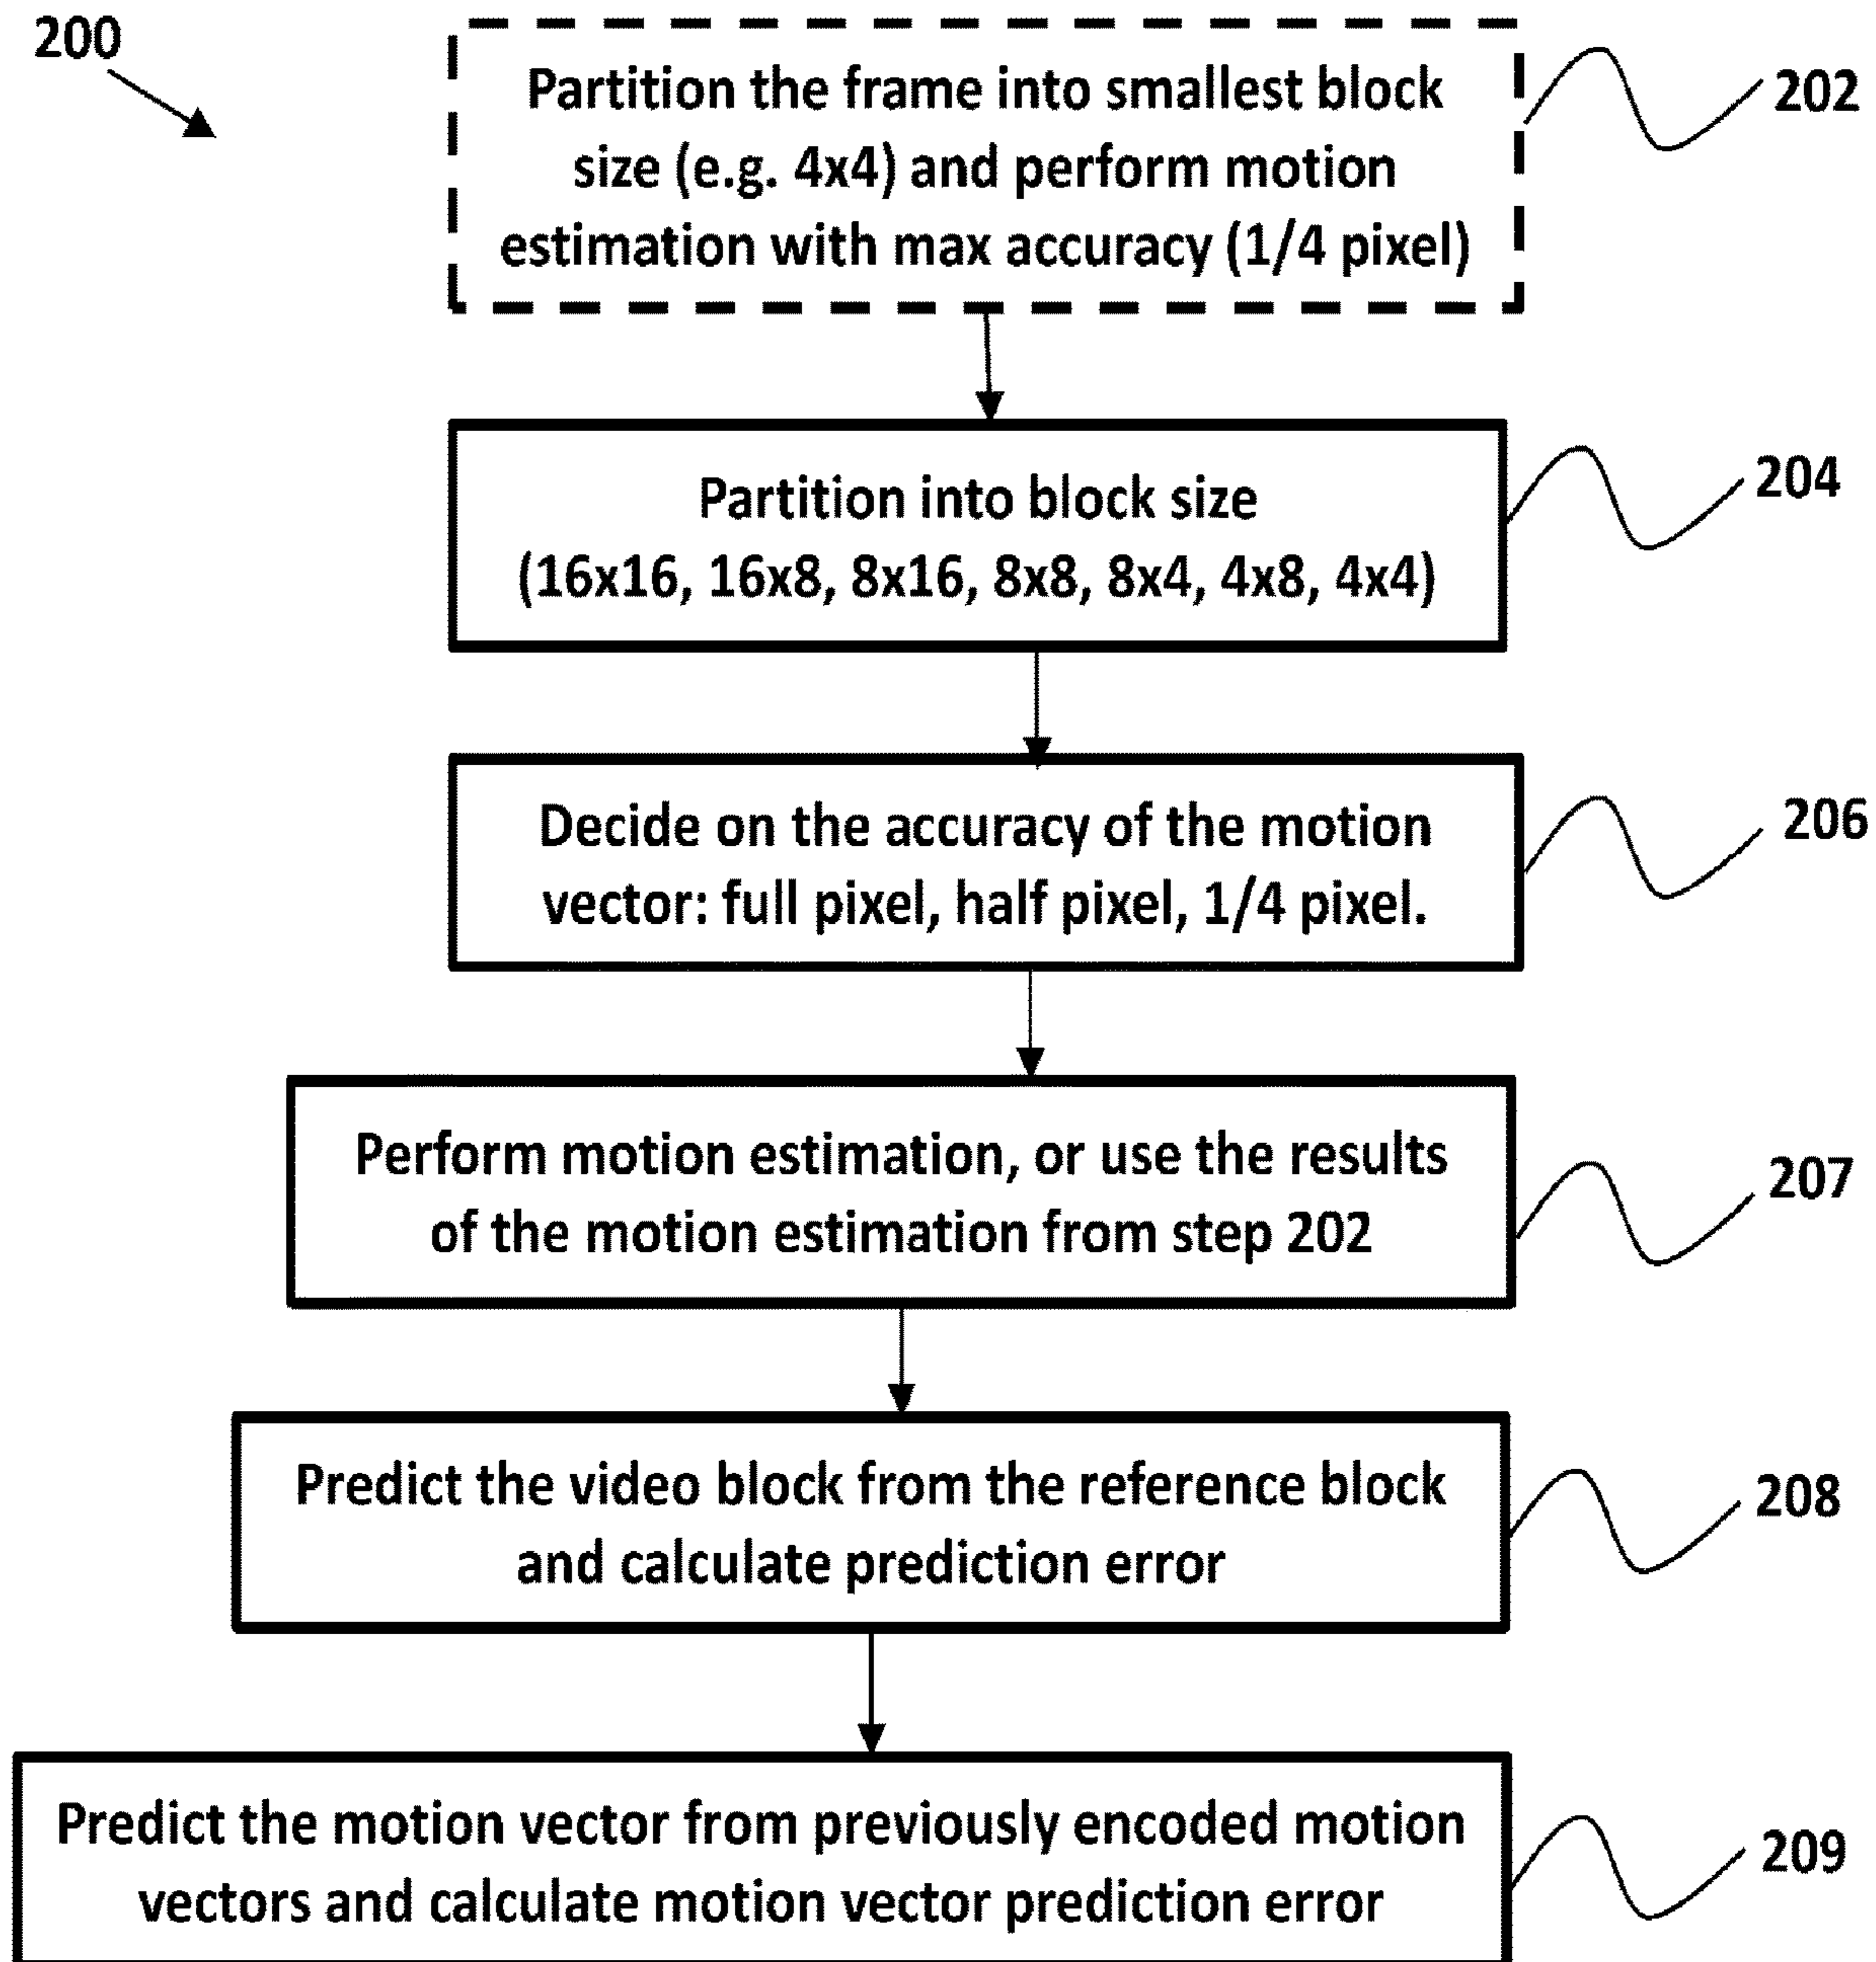 200
Partition the frame into smallest block
size (e.g. 4x4) and perform motion
estimation with max accuracy (1/4 pixel)
202
Partition into block size
(16x16, 16x8, 8x16, 8x8, 8x4, 4x8, 4x4)
204
Decide on the accuracy of the motion
vector: full pixel, half pixel, 1/4 pixel.
206
Perform motion estimation, or use the results
of the motion estimation from step 202
207
Predict the video block from the reference block
and calculate prediction error
208
Predict the motion vector from previously encoded motion
vectors and calculate motion vector prediction error
209